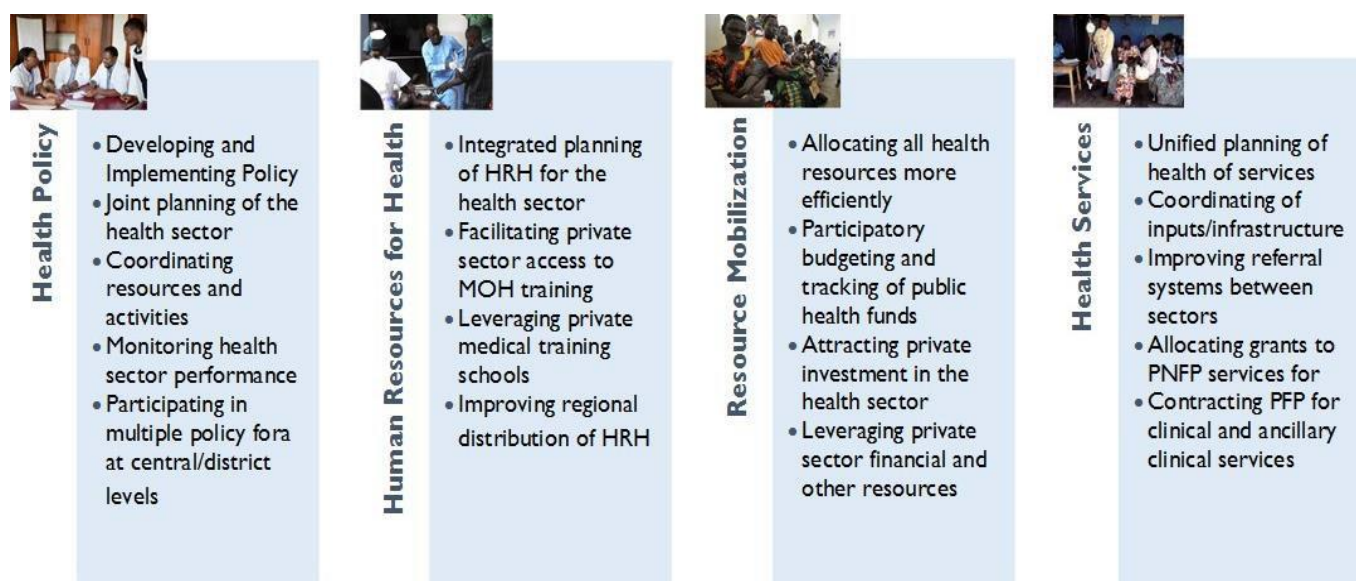 Health Policy
• Developing and
Implementing Policy
• Joint planning of the
health sector
• Coordinating
resources and
activities
• Monitoring health
sector performance
• Participating in
multiple policy fora
at central/district
levels
Human Resources for Health
• Integrated planning
of HRH for the
health sector
• Facilitating private
sector access to
MOH training
• Leveraging private
medical training
schools
• Improving regional
distribution of HRH
Resource Mobilization
• Allocating all health
resources more
efficiently
• Participatory
budgeting and
tracking of public
health funds
• Attracting private
investment in the
health sector
• Leveraging private
sector financial and
other resources
Health Services
• Unified planning of
health of services
• Coordinating of
inputs/infrastructure
• Improving referral
systems between
sectors
• Allocating grants to
PNFP services for
• Contracting PFP for
clinical and ancillary
clinical services